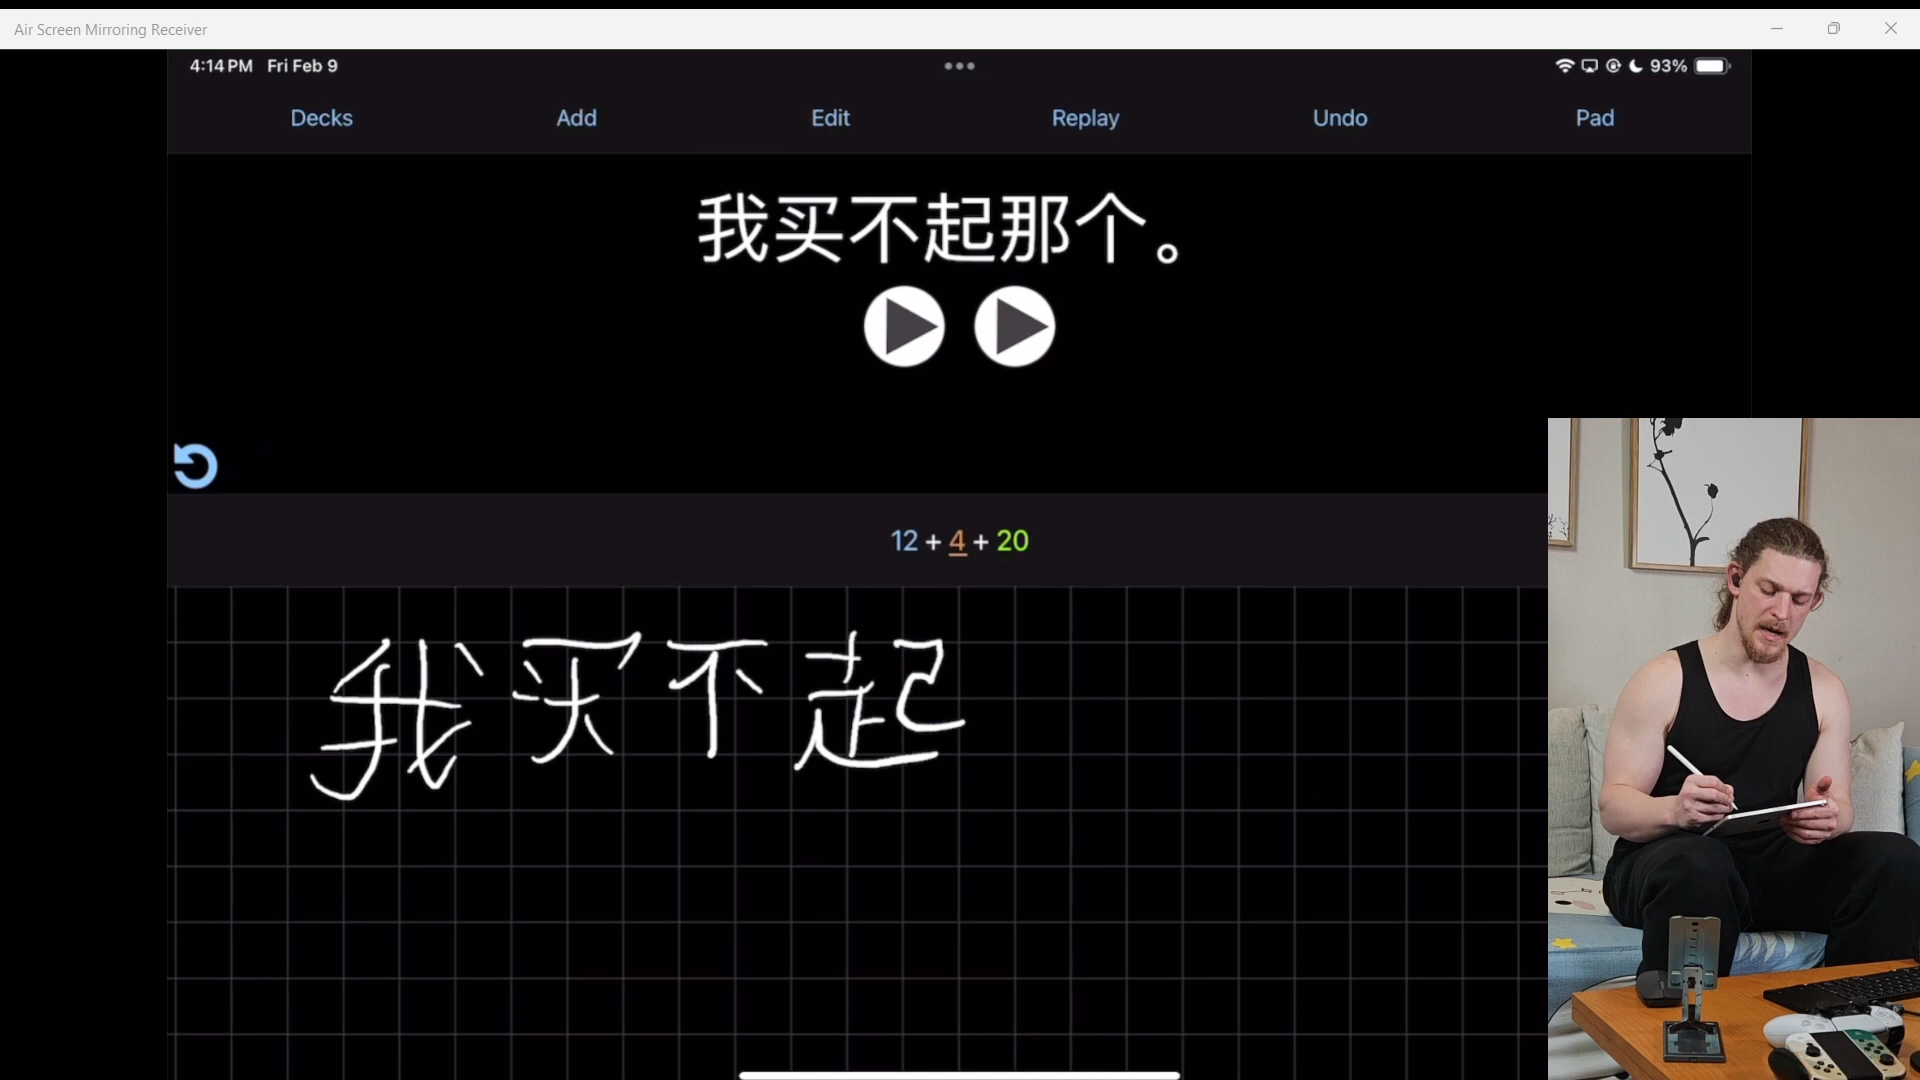 Air Screen Mirroring Receiver
4:14 PM Fri Feb 9 93%
Decks Add Edit Replay Undo Pad
我买不起那个。
12 + 4 + 20
我买不起